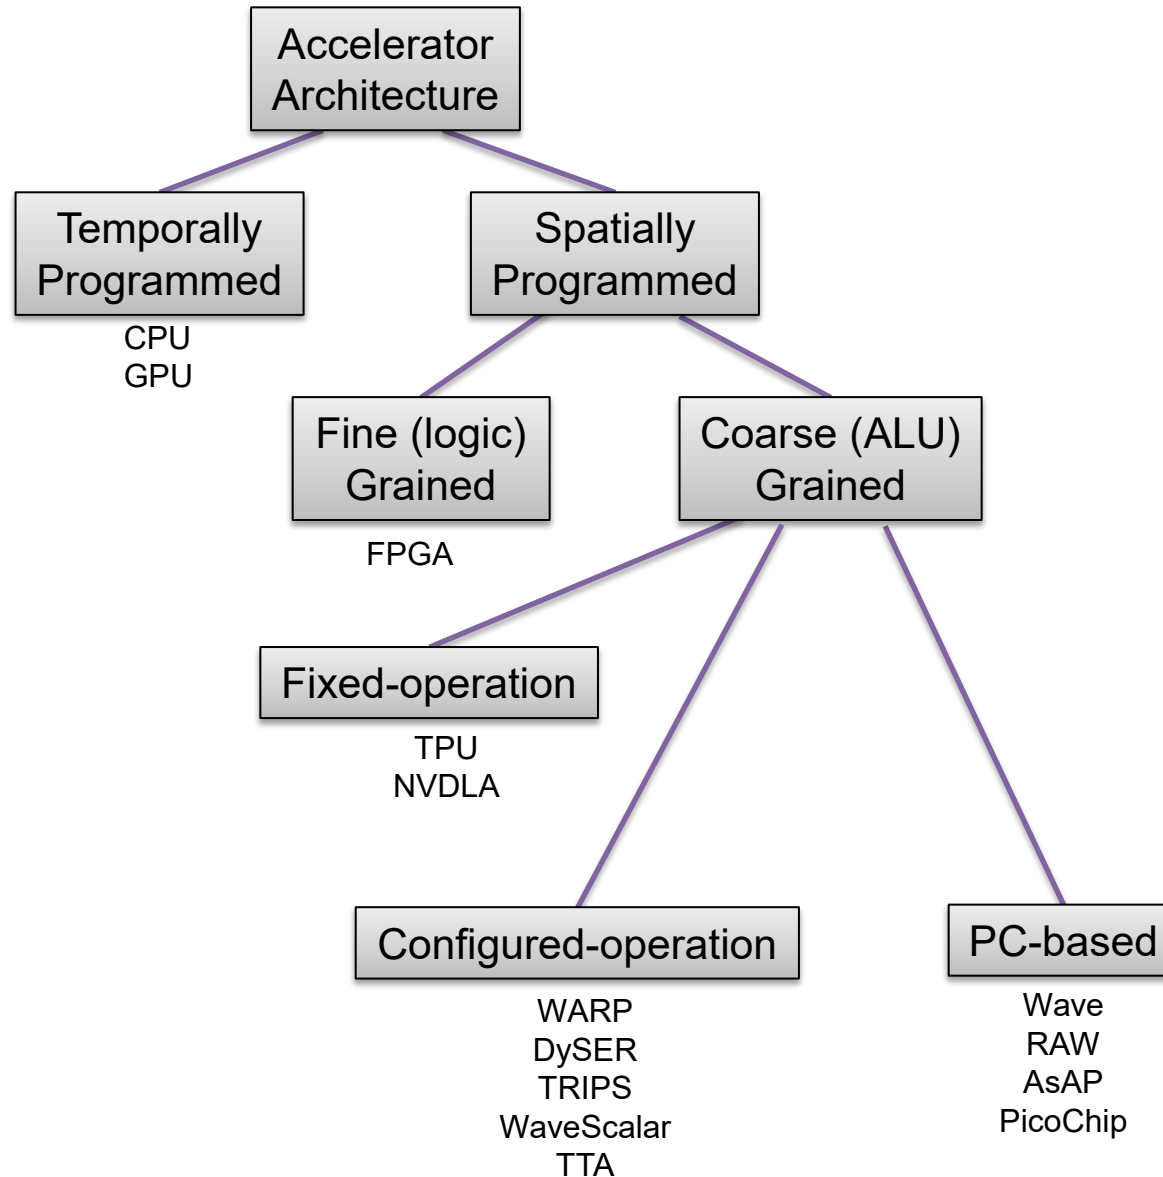 Accelerator
Architecture
Temporally
Programmed
Spatially
Programmed
CPU
GPU
Fine (logic)
Grained
Coarse (ALU)
Grained
FPGA
Fixed-operation
TPU
NVDLA
Configured-operation
PC-based
WARP
DySER
TRIPS
WaveScalar
TTA
Wave
RAW
AsAP
PicoChip